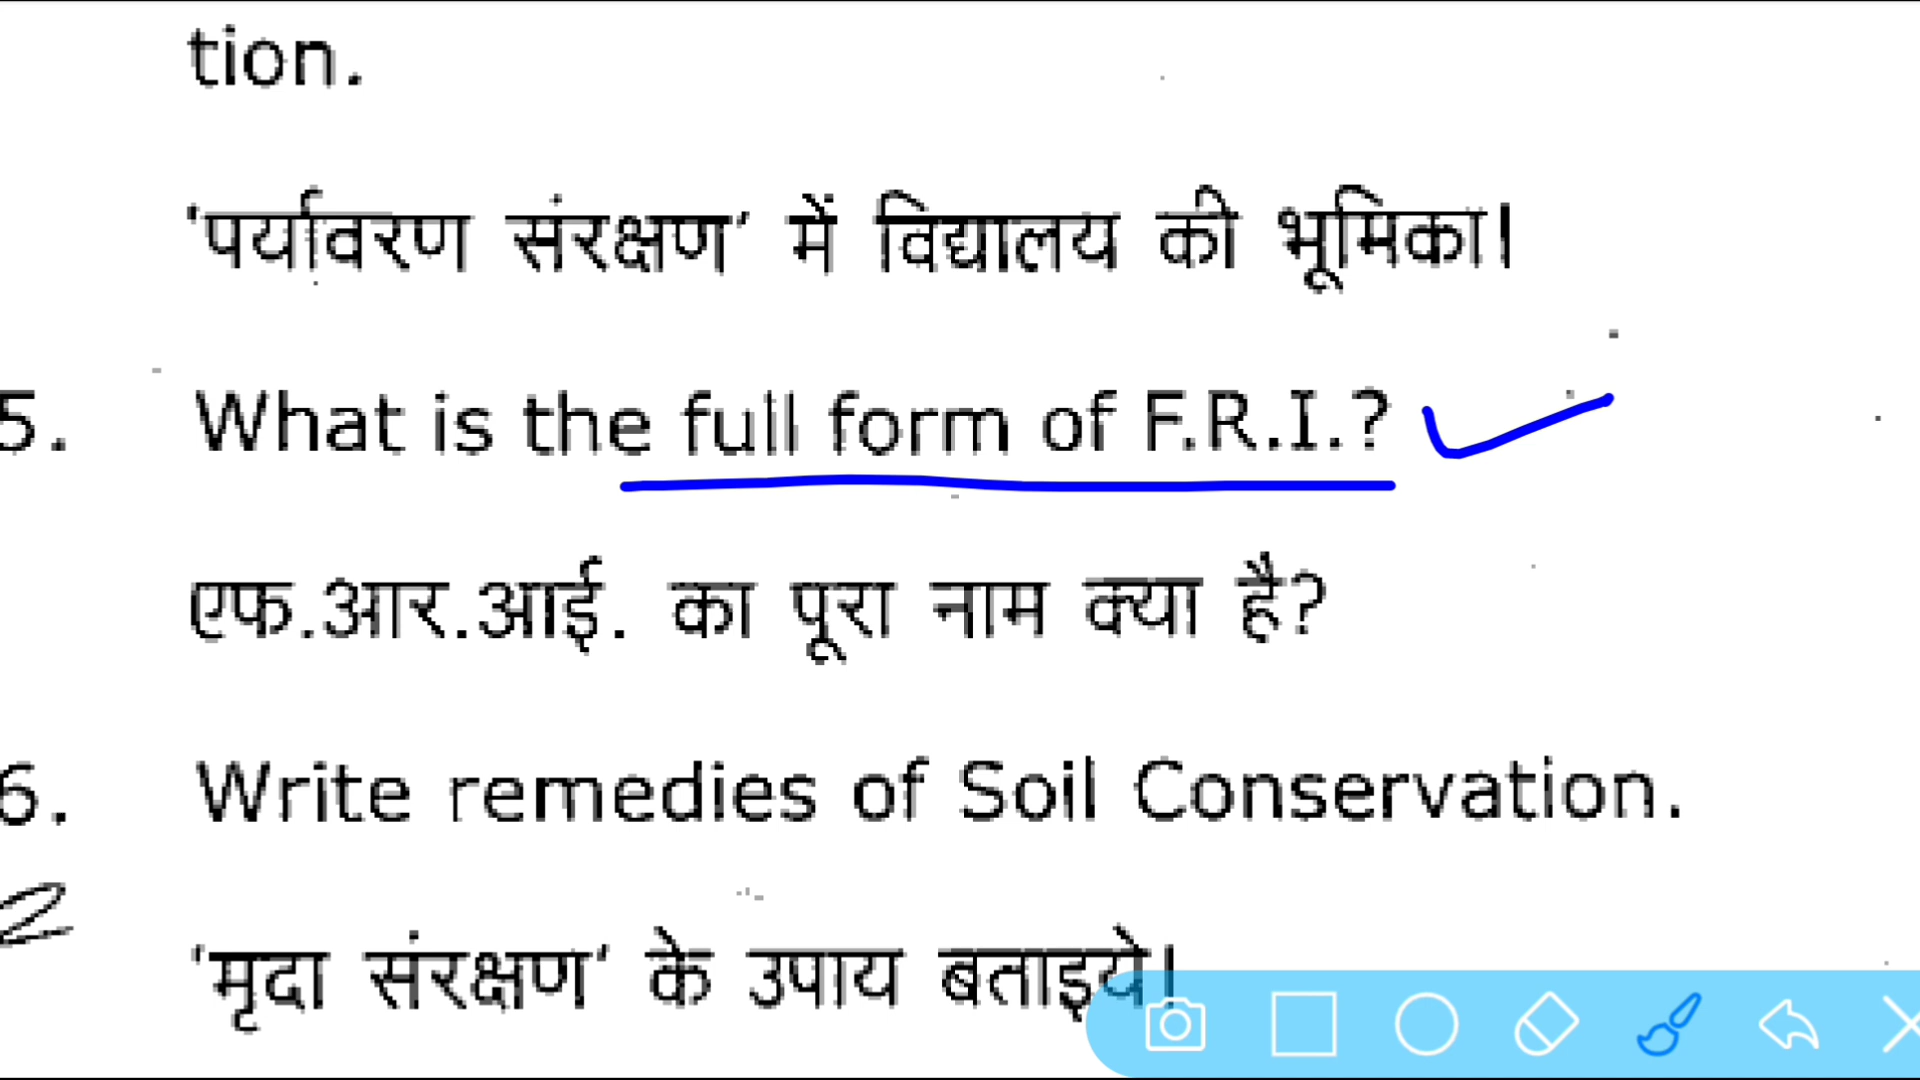 tion.
'पर्यावरण संरक्षण' में विद्यालय की भूमिका।
5. What is the full form of F.R.I.?
एफ.आर.आई. का पूरा नाम क्या है?
6. Write remedies of Soil Conservation.
2
'मृदा संरक्षण' के उपाय बताइये।